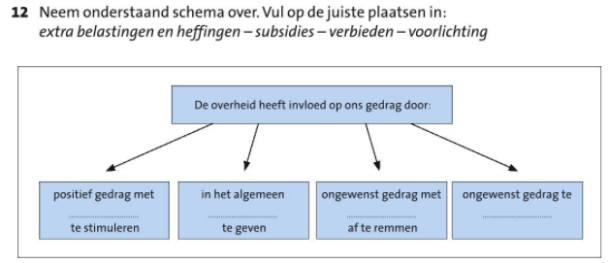 12 Neem onderstaand schema over. Vul op de juiste plaatsen in:
extra belastingen en heffingen – subsidies – verbieden – voorlichting
De overheid heeft invloed op ons gedrag door:
positief gedrag met
te stimuleren
in het algemeen
te geven
ongewenst gedrag met
af te remmen
ongewenst gedrag te